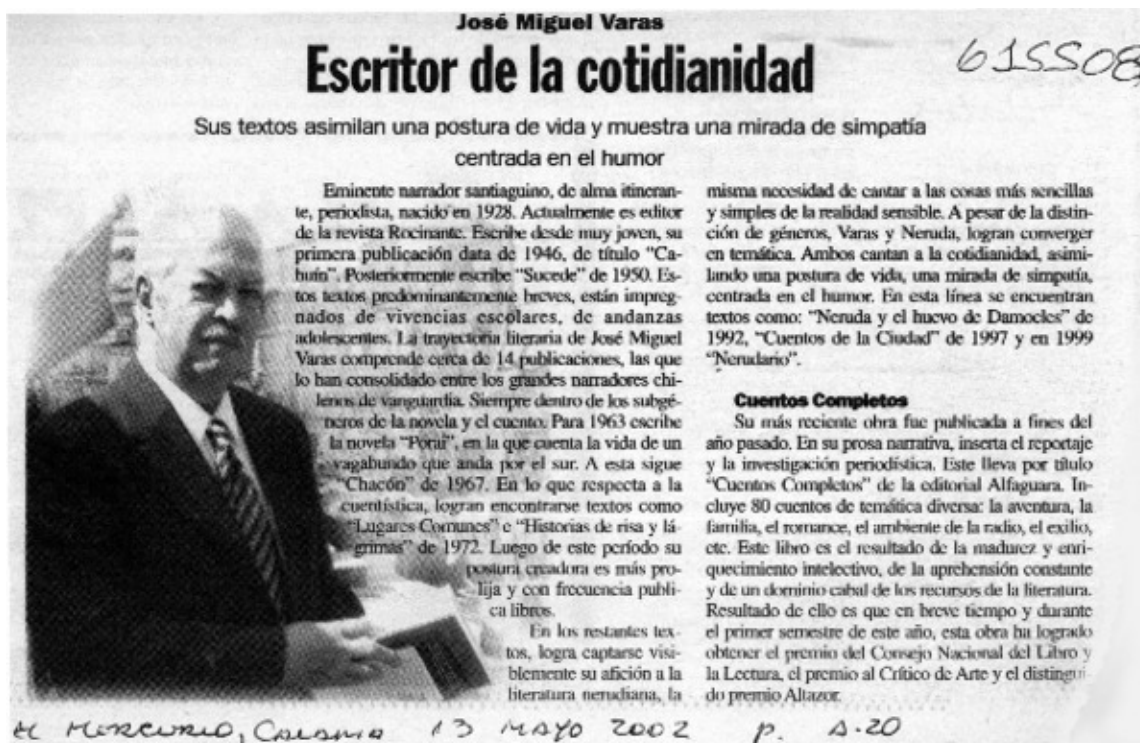 José Miguel Varas
Escritor de la cotidianidad
615508
Sus textos asimilan una postura de vida y muestra una mirada de simpatía
centrada en el humor
Eminente narrador santiaguino, de alma itineran-
te, periodista, nacido en 1928. Actualmente es editor
de la revista Rocinante. Escribe desde muy joven, su
primera publicación data de 1946, de título “Ca-
huín”. Posteriormente escribe “Sucede” de 1950. Es-
tos textos predominantemente breves, están impreg-
nados de vivencias escolares, de andanzas
adolescentes. La trayectoria literaria de José Miguel
Varas comprende cerca de 14 publicaciones, las que
lo han consolidado entre los grandes narradores chi-
lenos de vanguardia. Siempre dentro de los subgé-
neros de la novela y el cuento. Para 1963 escribe
la novela “Porai”, en la que cuenta la vida de un
vagabundo que anda por el sur. A esta sigue
“Chacón” de 1967. En lo que respecta a la
cuentística, logran encontrarse textos como
“Lugares Comunes” e “Historias de risa y lá-
grimas” de 1972. Luego de este período su
postura creadora es más pro-
lija y con frecuencia publi-
ca libros.
En los restantes tex-
tos, logra captarse visi-
blemente su afición a la
literatura nerudiana, la
misma necesidad de cantar a las cosas más sencillas
y simples de la realidad sensible. A pesar de la distin-
ción de géneros, Varas y Neruda, logran converger
en temática. Ambos cantan a la cotidianidad, asimi-
lando una postura de vida, una mirada de simpatía,
centrada en el humor. En esta línea se encuentran
textos como: “Neruda y el huevo de Damocles” de
1992, “Cuentos de la Ciudad” de 1997 y en 1999
“Nerudario”.
Cuentos Completos
Su más reciente obra fue publicada a fines del
año pasado. En su prosa narrativa, inserta el reportaje
y la investigación periodística. Este lleva por título
“Cuentos Completos” de la editorial Alfaguara. In-
cluye 80 cuentos de temática diversa: la aventura, la
familia, el romance, el ambiente de la radio, el exilio,
etc. Este libro es el resultado de la madurez y enri-
quecimiento intelectivo, de la aprehensión constante
y de un dominio cabal de los recursos de la literatura.
Resultado de ello es que en breve tiempo y durante
el primer semestre de este año, esta obra ha logrado
obtener el premio del Consejo Nacional del Libro y
la Lectura, el premio al Crítico de Arte y el distingui-
do premio Altazor.
El Mercurio, Calama 13 mayo 2002 p. A-20